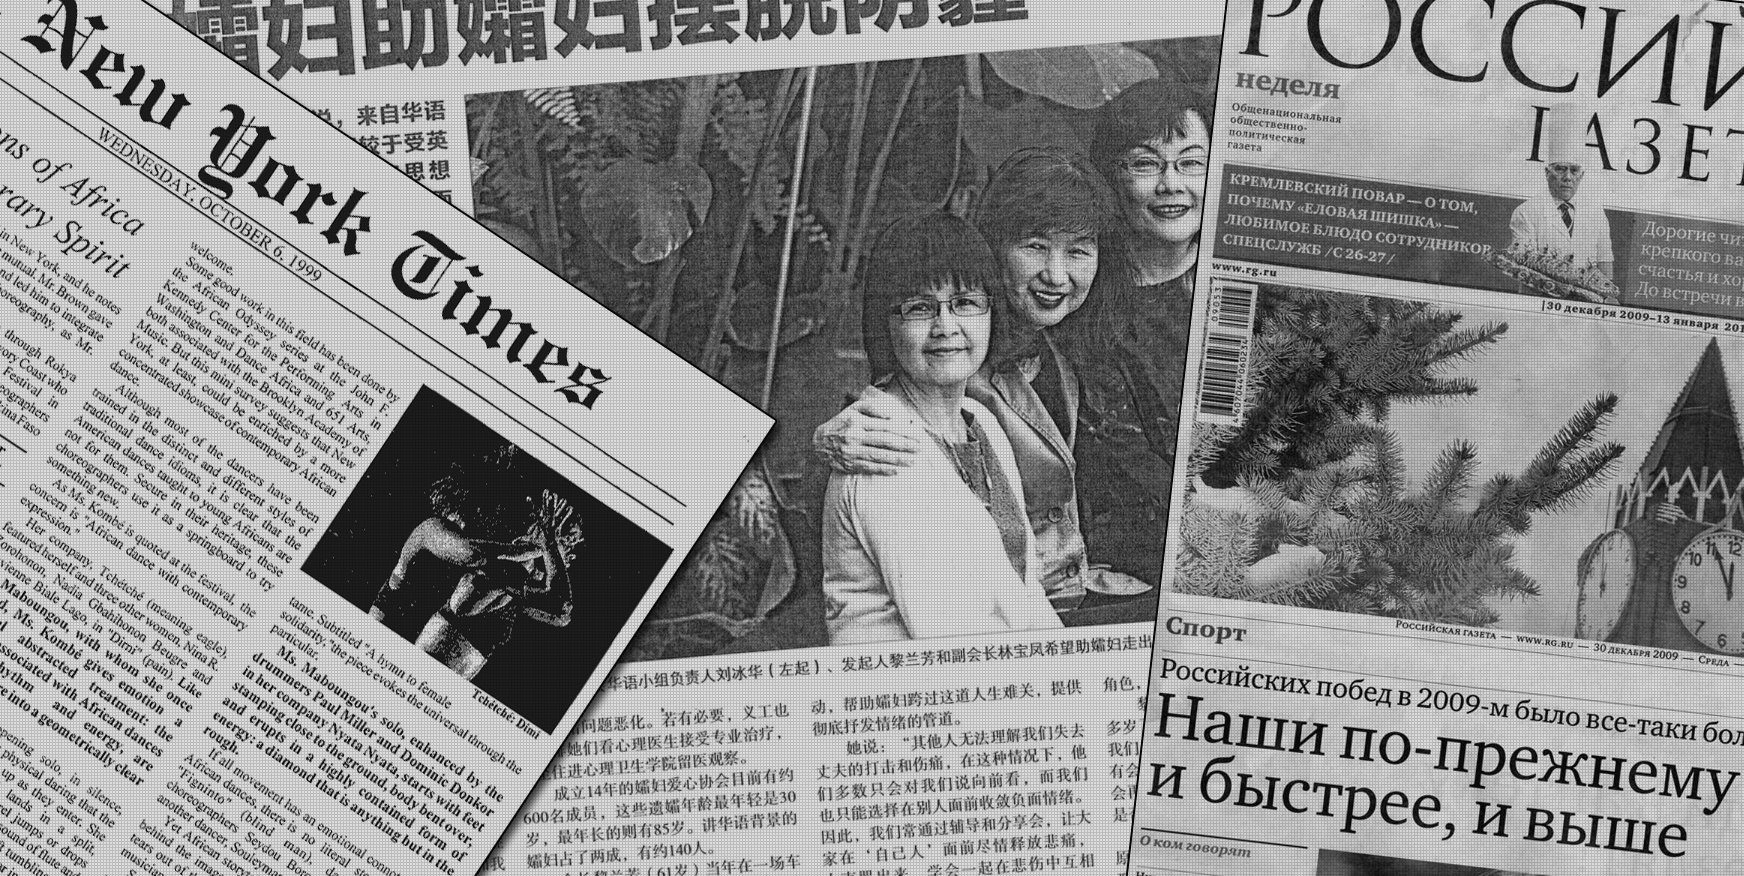 New York Times
WEDNESDAY, OCTOBER 6, 1999
of Africa
Spirit
in New York, and he notes
mutual. Mr. Brown gave
and led him to integrate
as Mr.
through Rokya
Coast who
Festival in
Faso
welcome.
Some good work in this field has been done by
the African Odyssey series at the John F.
Kennedy Center for the Performing Arts in
Washington and Dance Africa and 651 Arts,
both associated with the Brooklyn Academy of
Music. But this mini survey suggests that New
York, at least, could be enriched by a more
concentrated showcase of contemporary African
dance.
Although most of the dancers have been
trained in the distinct and different styles of
traditional dance idioms, it is clear that the
American dances taught to young Africans are
not for them. Secure in their heritage, these
choreographers use it as a springboard to try
something new.
As Ms. Kombé is quoted at the festival, the
concern is "African dance with contemporary
expression."
Her company, Tchétché (meaning eagle),
featured herself and three other women, Nina R.
Zorohonon, Nadia Gbahihonon Beugre and
Vivienne Biale Lago, in "Dimi" (pain). Like
Maboungou, with whom she once
Ms. Kombé gives emotion a
abstracted treatment: the
associated with African dances
rhythm and energy, are
into a geometrically clear
opening solo, in silence,
physical daring that the
up as they enter. She
lands in a split,
jumps or drops
sound of flute and
tumbling
Tchétché: Dimi
tame. Subtitled "A hymn to female
solidarity," the piece evokes the universal through the
particular.
Ms. Maboungou's solo, enhanced by the
drummers Paul Miller and Dominic Donkor
in her company Nyata Nyata, starts with feet
stamping close to the ground, body bent over,
and erupts in a highly contained form of
energy: a diamond that is anything but in the
rough.
If all movement has an emotional
African dances, there is no literal
"Figninto" (blind man),
choreographers Seydou Boro
another dancer, Souleyman
Yet African story
behind the image
tears out of
musician
孀妇助孀妇摆脱阴霾
，来自华语
较于受英
思想
华语小组负责人刘冰华（左起）、发起人黎兰芳和副会长林宝凤希望助孀妇走出
问题恶化。若有必要，义工也
她们看心理医生接受专业治疗，
住进心理卫生学院留医观察。
成立14年的孀妇爱心协会目前有约
600名成员，这些遗孀年龄最年轻是30
岁，最年长的则有85岁。讲华语背景的
孀妇占了两成，有约140人。
黎兰芳（61岁）当年在一场车
动，帮助孀妇跨过这道人生难关，提供
彻底抒发情绪的管道。
她说：“其他人无法理解我们失去
丈夫的打击和伤痛，在这种情况下，他
们多数只会对我们说向前看，而我们
也只能选择在别人面前收敛负面情绪。
因此，我们常通过辅导和分享会，让大
家在‘自己人’面前尽情释放悲痛，
学会一起在悲伤中互相
角色，
多岁
我们
有会
РОССИЙ
неделя
Общенациональная
общественно-
политическая
газета
ГАЗЕТ
КРЕМЛЕВСКИЙ ПОВАР — О ТОМ,
ПОЧЕМУ «ЕЛОВАЯ ШИШКА» —
ЛЮБИМОЕ БЛЮДО СОТРУДНИКОВ
СПЕЦСЛУЖБ /С 26-27/
Дорогие чи
крепкого
счастья и
До встречи
www.rg.ru
30 декабря 2009–13 января 201
РОССИЙСКАЯ ГАЗЕТА — WWW.RG.RU — 30 ДЕКАБРЯ 2009 — СРЕДА —
Спорт
Российских побед в 2009-м было все-таки бол
Наши по-прежнему
и быстрее, и выше
О ком говорят